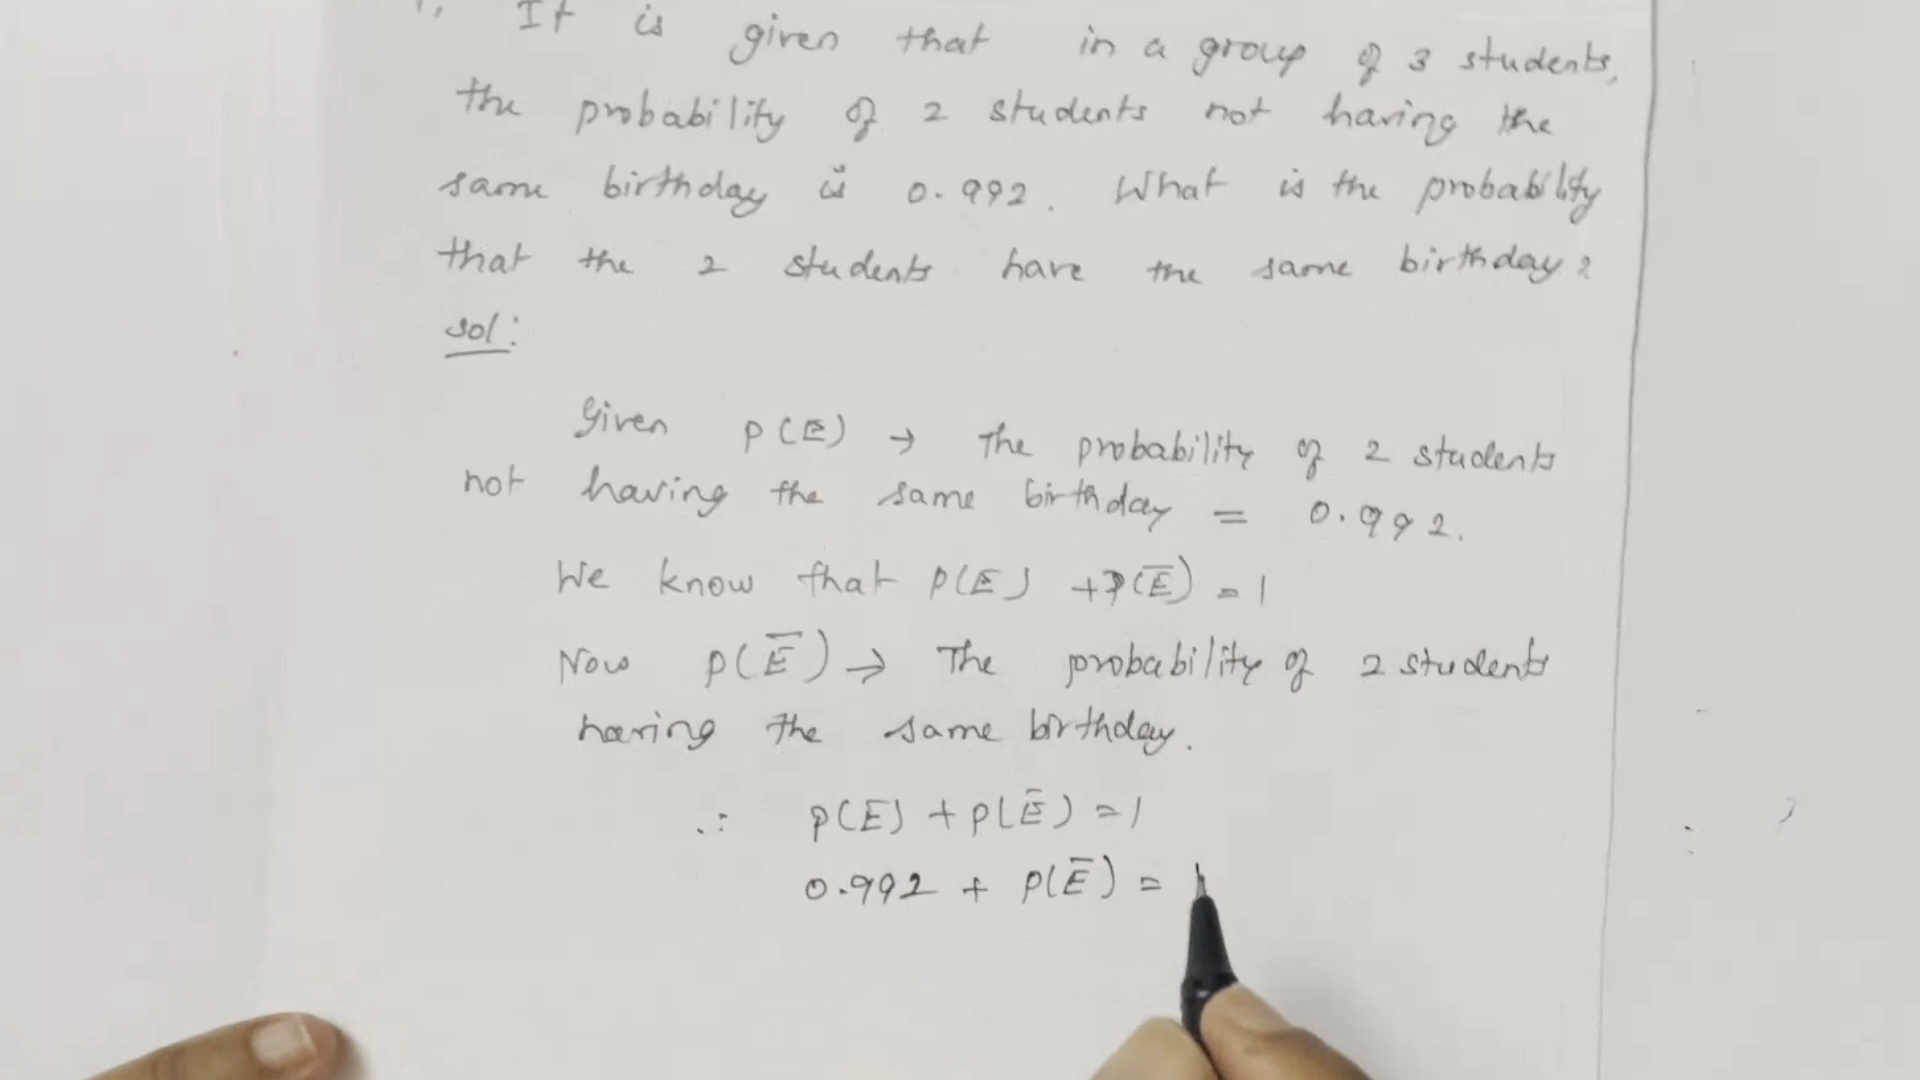 1, It is given that in a group of 3 students,
the probability of 2 students not having the
same birthday is 0.992. What is the probability
that the 2 students have the same birthday?
sol:
Given P(E) → The probability of 2 students
not having the same birthday = 0.992.
We know that P(E) + P(E̅) = 1
Now P(E̅) → The probability of 2 students
having the same birthday.
∴ P(E) + P(E̅) = 1
0.992 + P(E̅) = 1